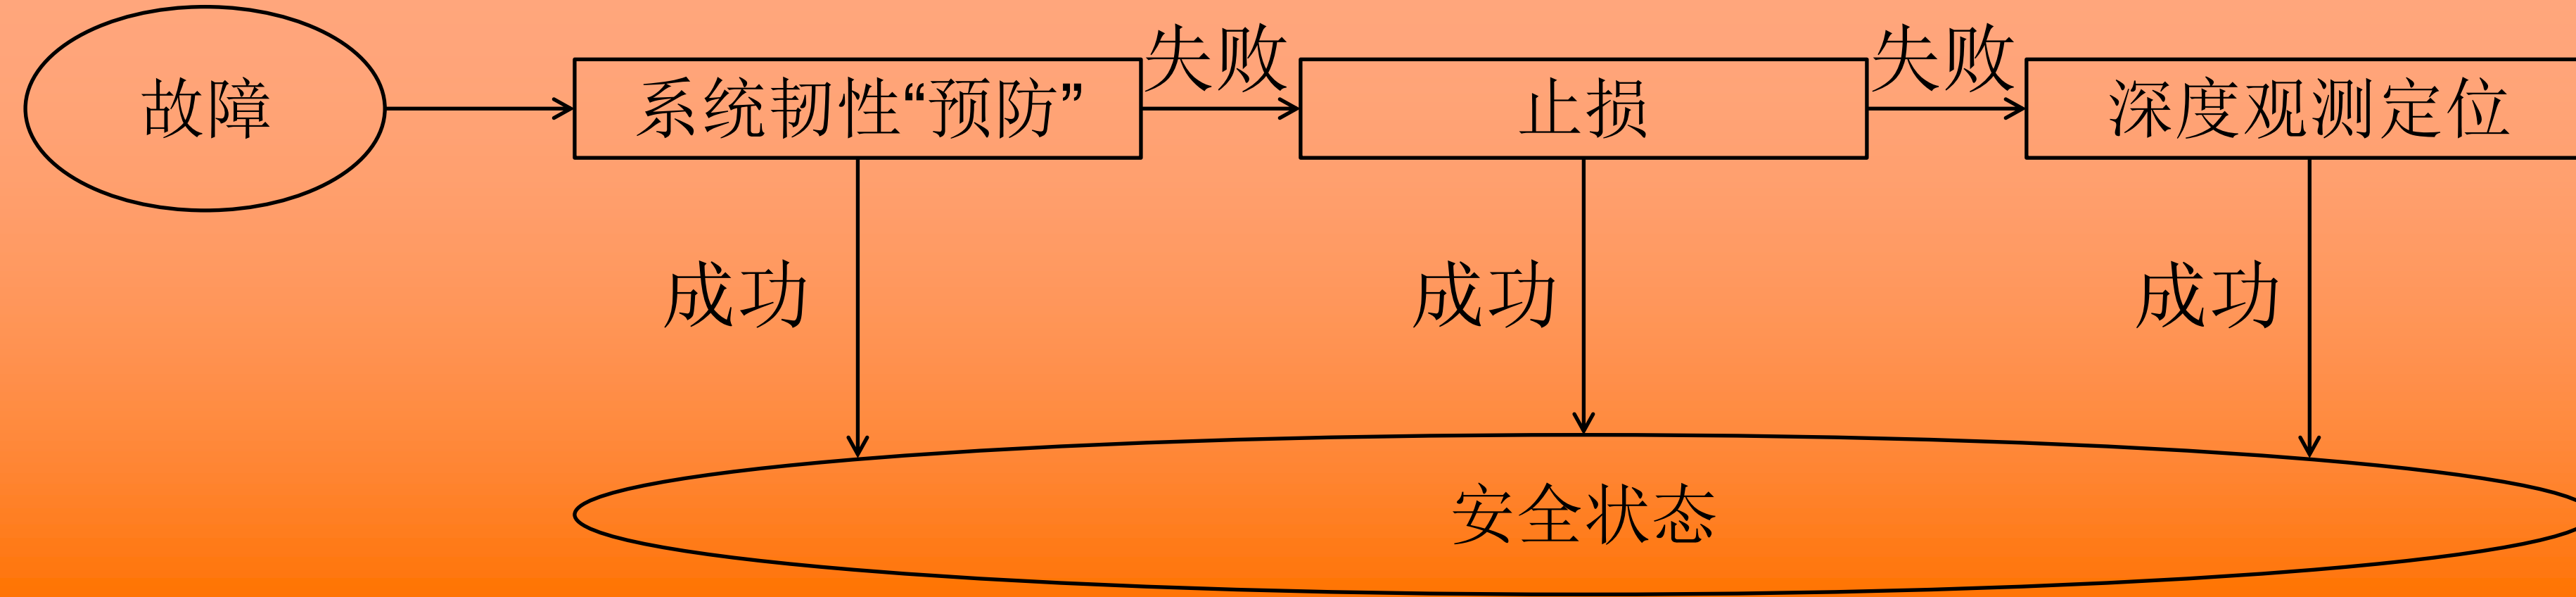 故障
系统韧性“预防”
失败
止损
失败
深度观测定位
成功
成功
成功
安全状态